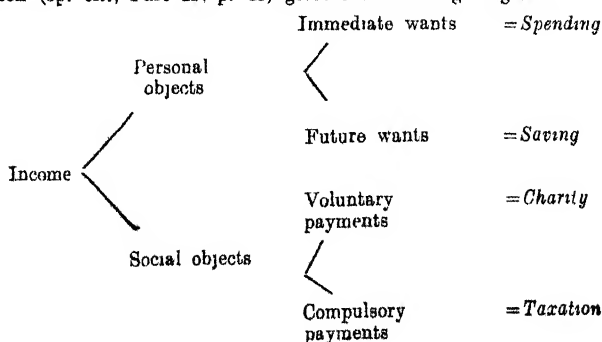 Immediate wants = Spending
Personal
objects
Future wants = Saving
Income
Voluntary = Charity
payments
Social objects
Compulsory = Taxation
payments